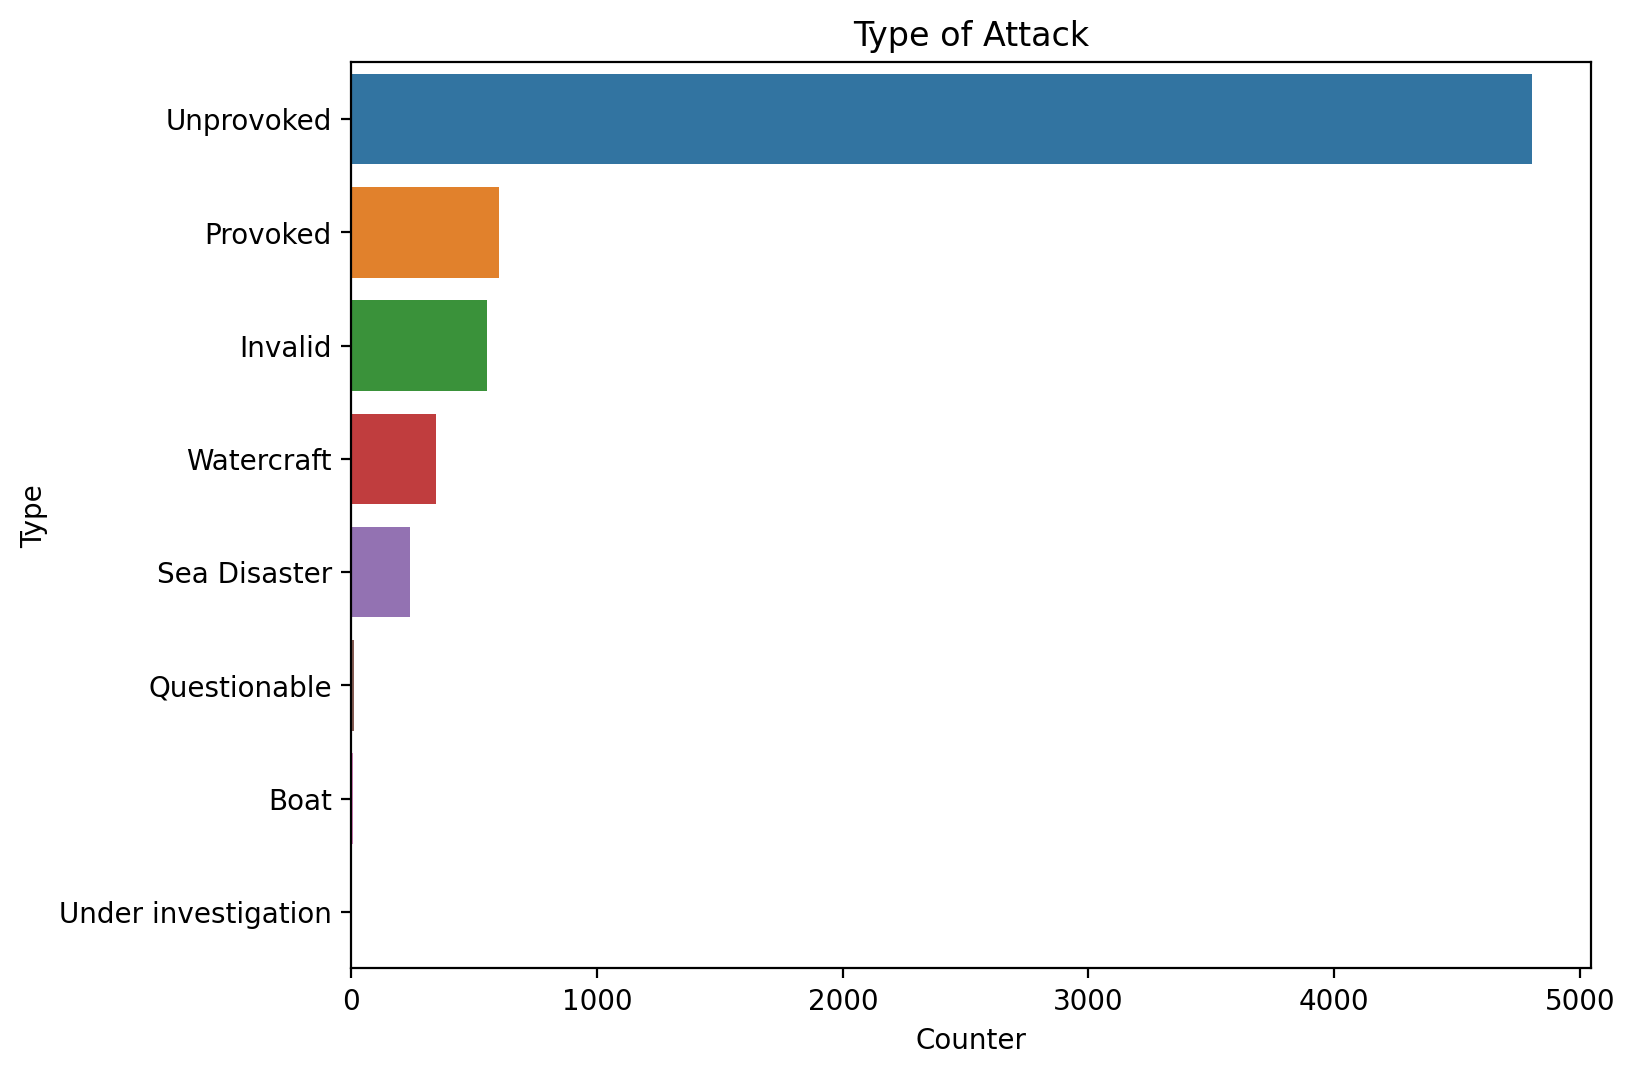 Type of Attack
Unprovoked
Provoked
Invalid
Watercraft
Sea Disaster
Questionable
Boat
Under investigation
Type
0 1000 2000 3000 4000 5000
Counter